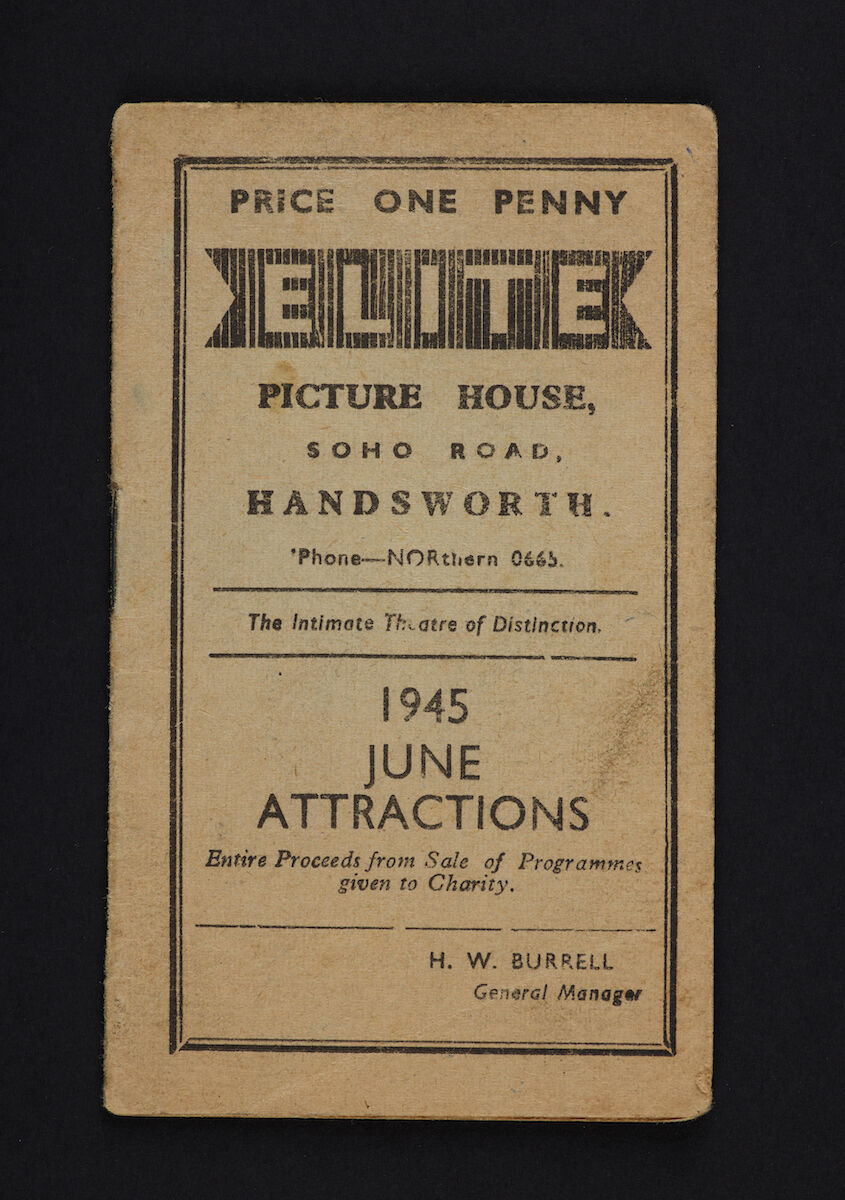 PRICE ONE PENNY
ELITE
PICTURE HOUSE,
SOHO ROAD,
HANDSWORTH.
'Phone—NORthern 0665.
The Intimate Theatre of Distinction.
1945
JUNE
ATTRACTIONS
Entire Proceeds from Sale of Programmes
given to Charity.
H. W. BURRELL
General Manager